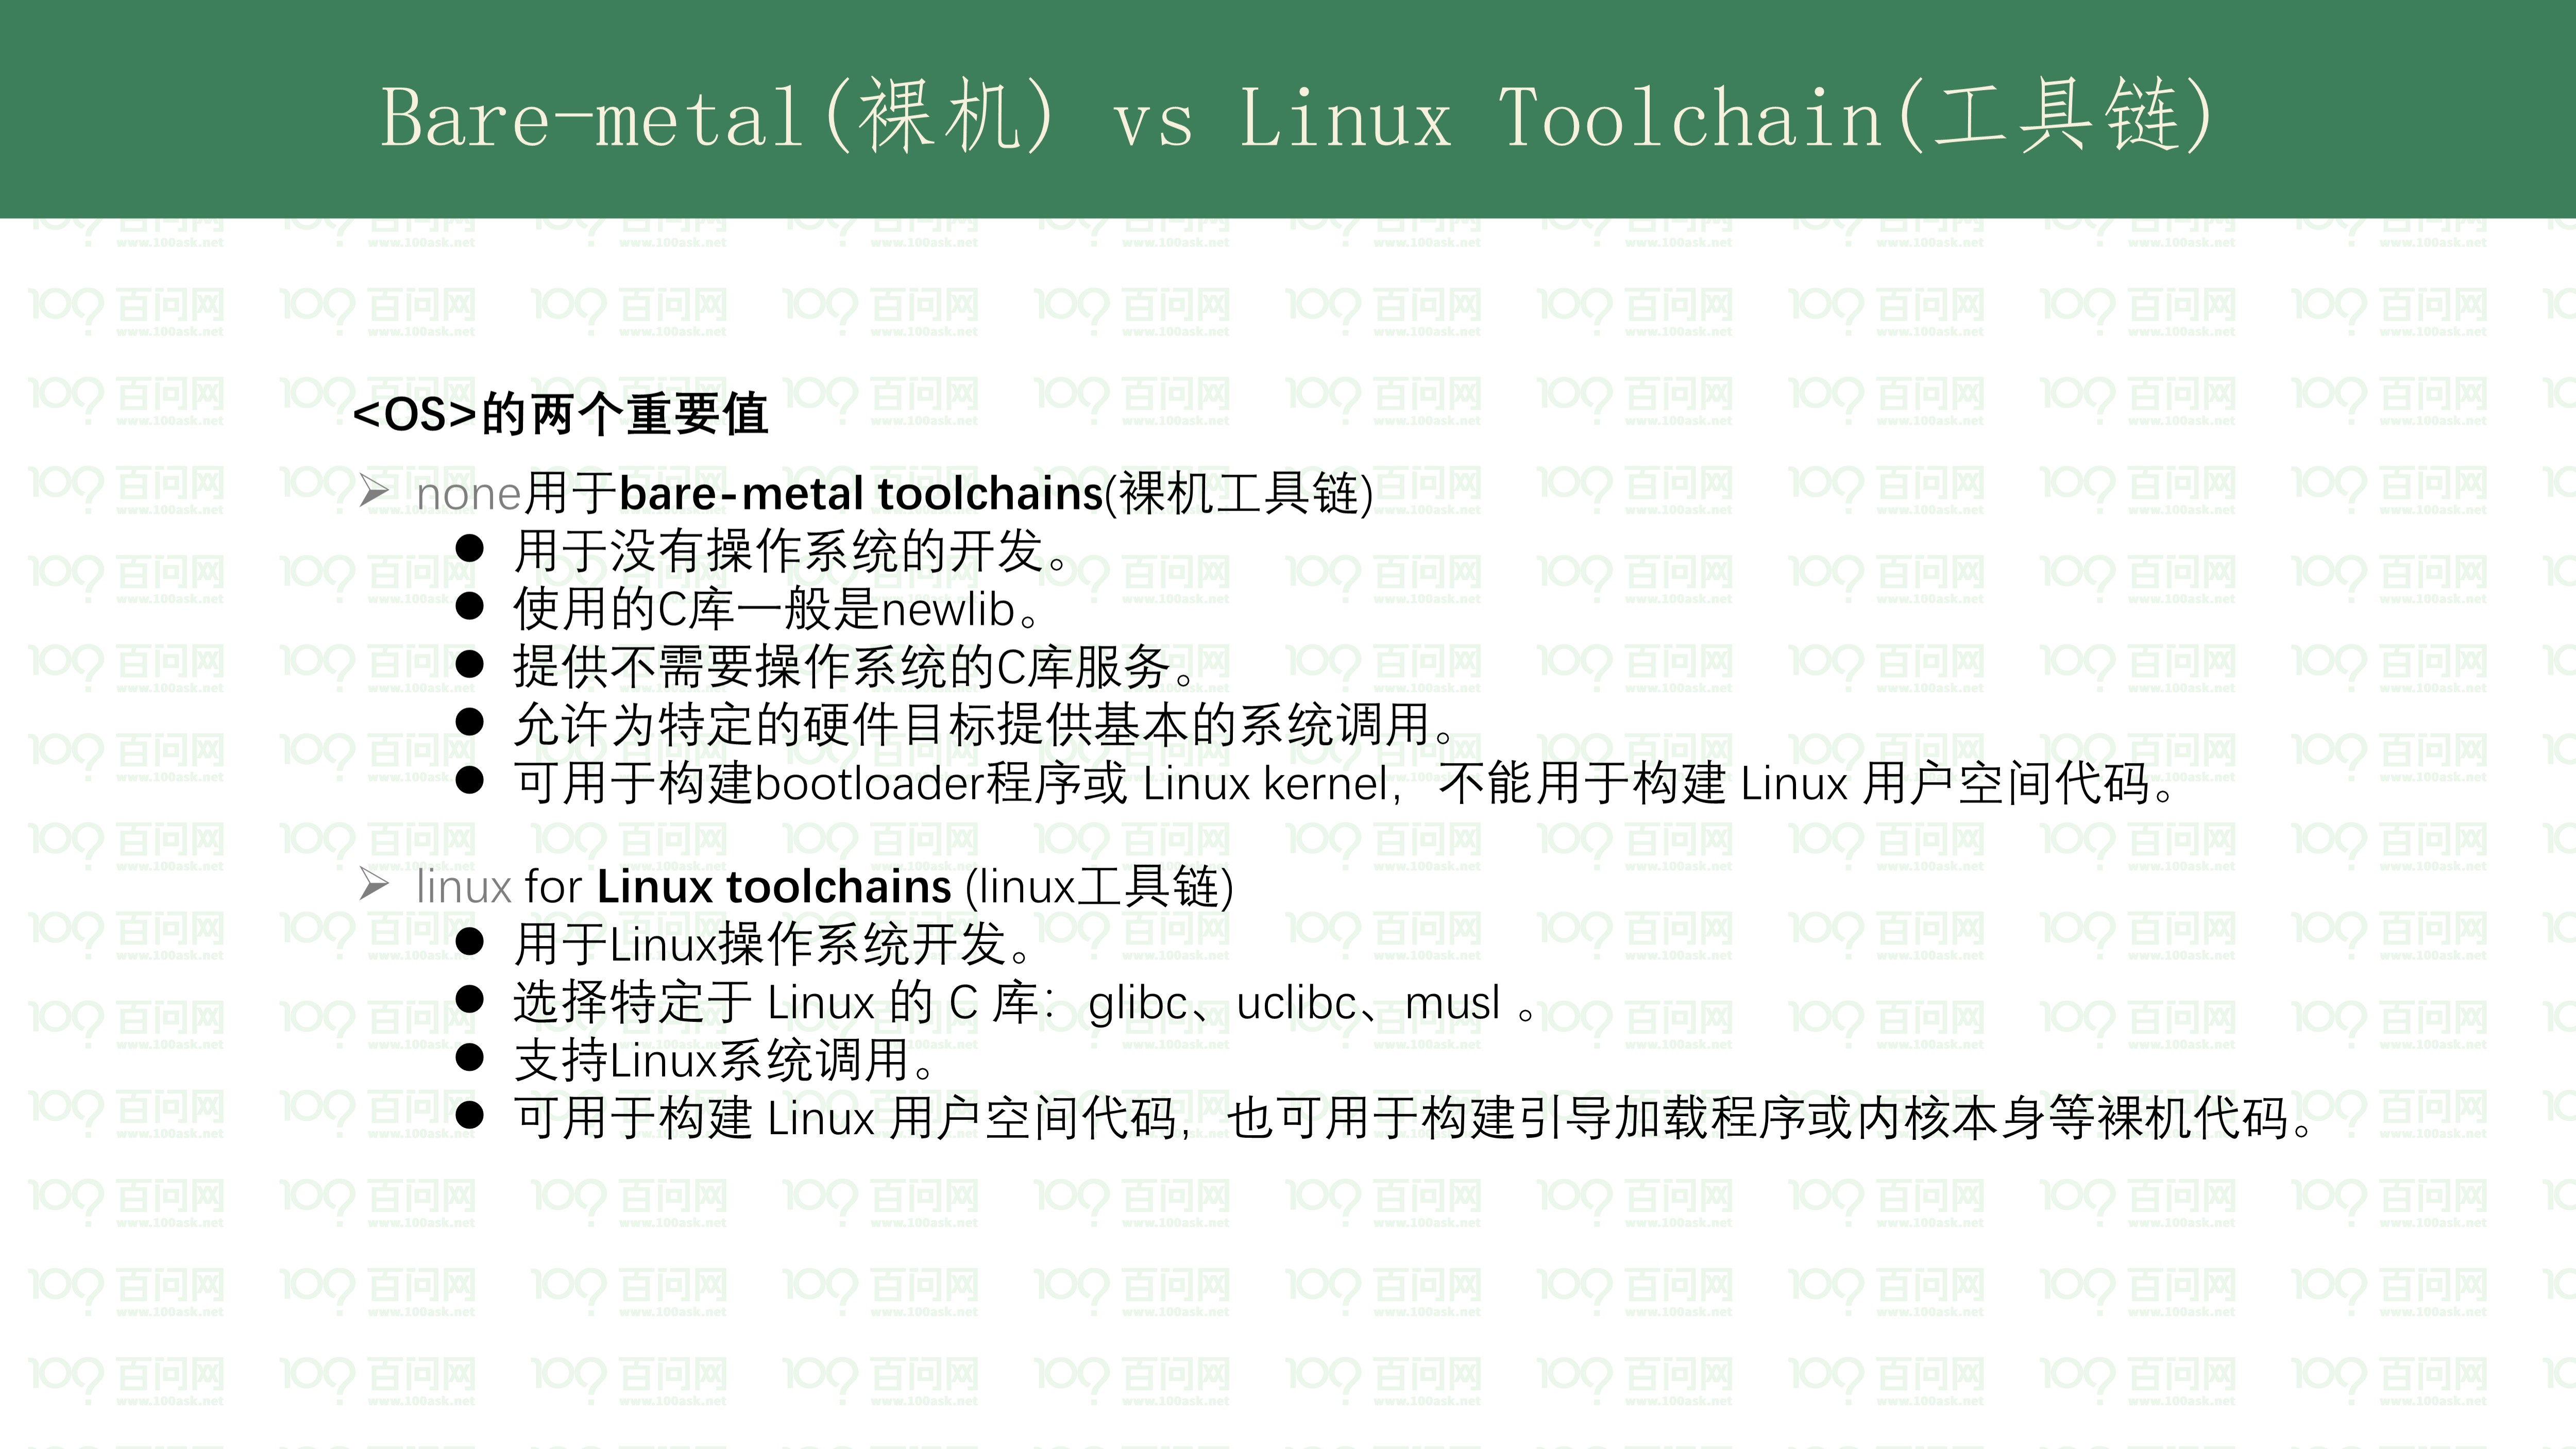 Bare-metal(裸机) vs Linux Toolchain(工具链)
<OS>的两个重要值
➢ none用于bare-metal toolchains(裸机工具链)
● 用于没有操作系统的开发。
● 使用的C库一般是newlib。
● 提供不需要操作系统的C库服务。
● 允许为特定的硬件目标提供基本的系统调用。
● 可用于构建bootloader程序或 Linux kernel，不能用于构建 Linux 用户空间代码。
➢ linux for Linux toolchains (linux工具链)
● 用于Linux操作系统开发。
● 选择特定于 Linux 的 C 库：glibc、uclibc、musl 。
● 支持Linux系统调用。
● 可用于构建 Linux 用户空间代码，也可用于构建引导加载程序或内核本身等裸机代码。
百问网
www.100ask.net